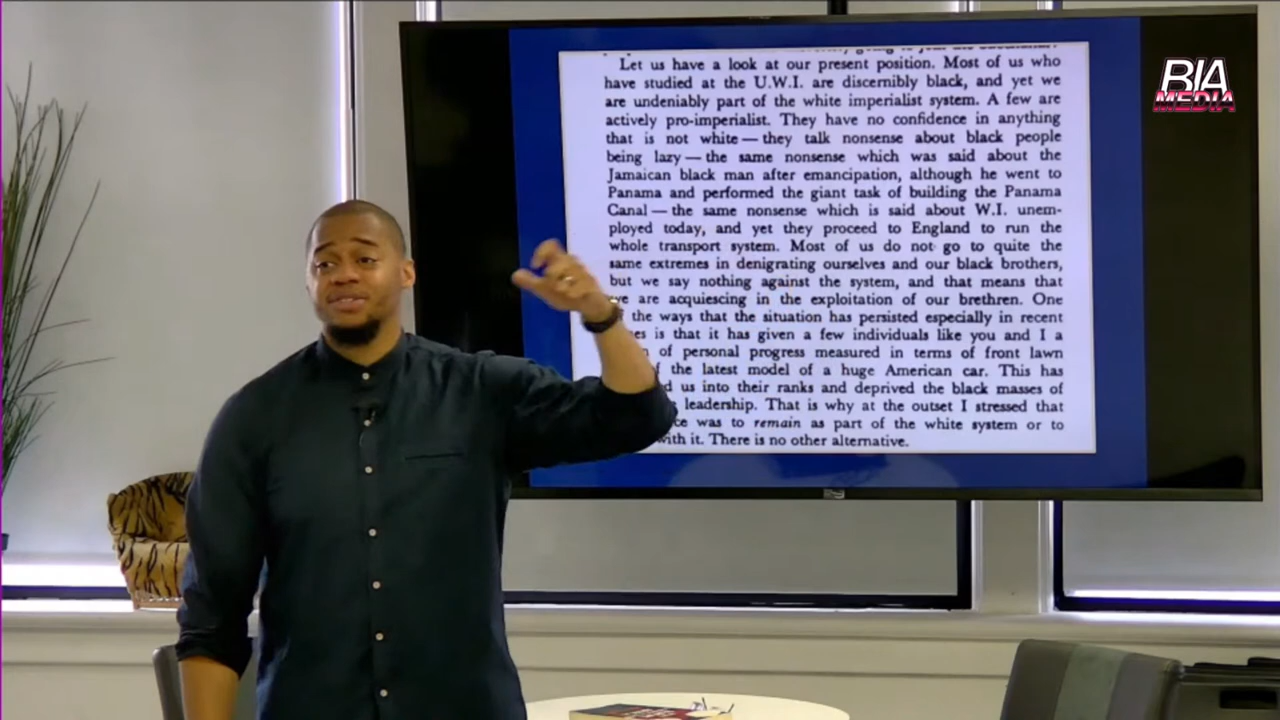 Let us have a look at our present position. Most of us who
have studied at the U.W.I. are discernibly black, and yet we
are undeniably part of the white imperialist system. A few are
actively pro-imperialist. They have no confidence in anything
that is not white — they talk nonsense about black people
being lazy — the same nonsense which was said about the
Jamaican black man after emancipation, although he went to
Panama and performed the giant task of building the Panama
Canal — the same nonsense which is said about W.I. unem-
ployed today, and yet they proceed to England to run the
whole transport system. Most of us do not go to quite the
same extremes in denigrating ourselves and our black brothers,
but we say nothing against the system, and that means that
we are acquiescing in the exploitation of our brethren. One
the ways that the situation has persisted especially in recent
is that it has given a few individuals like you and I a
of personal progress measured in terms of front lawn
the latest model of a huge American car. This has
us into their ranks and deprived the black masses of
leadership. That is why at the outset I stressed that
was to remain as part of the white system or to
with it. There is no other alternative.
BIA
MEDIA